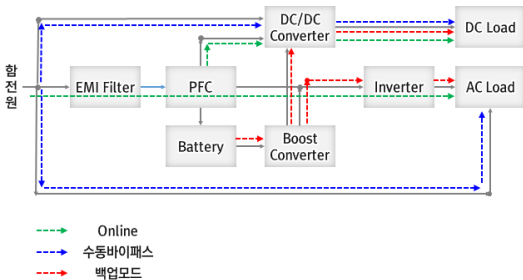 DC/DC
Converter
DC Load
함
전
원
EMI Filter
PFC
Inverter
AC Load
Battery
Boost
Converter
Online
수동바이패스
백업모드